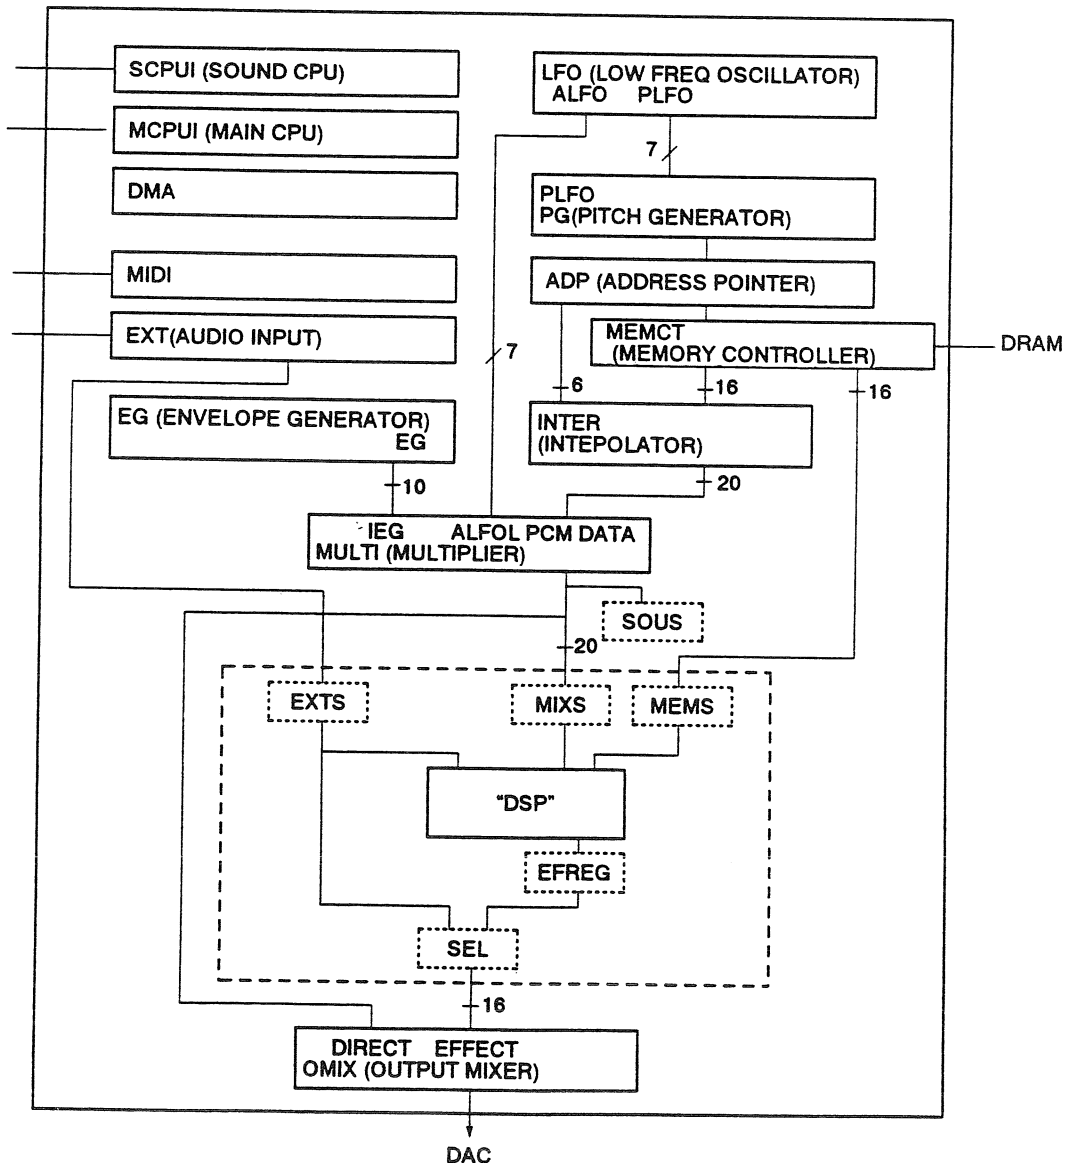 SCPUI (SOUND CPU)
MCPUI (MAIN CPU)
DMA
MIDI
EXT(AUDIO INPUT)
EG (ENVELOPE GENERATOR)
EG
10
LFO (LOW FREQ OSCILLATOR)
ALFO PLFO
7
PLFO
PG(PITCH GENERATOR)
ADP (ADDRESS POINTER)
MEMCT
(MEMORY CONTROLLER)
DRAM
7
6
16
16
INTER
(INTEPOLATOR)
20
IEG ALFOL PCM DATA
MULTI (MULTIPLIER)
SOUS
20
EXTS
MIXS
MEMS
"DSP"
EFREG
SEL
16
DIRECT EFFECT
OMIX (OUTPUT MIXER)
DAC